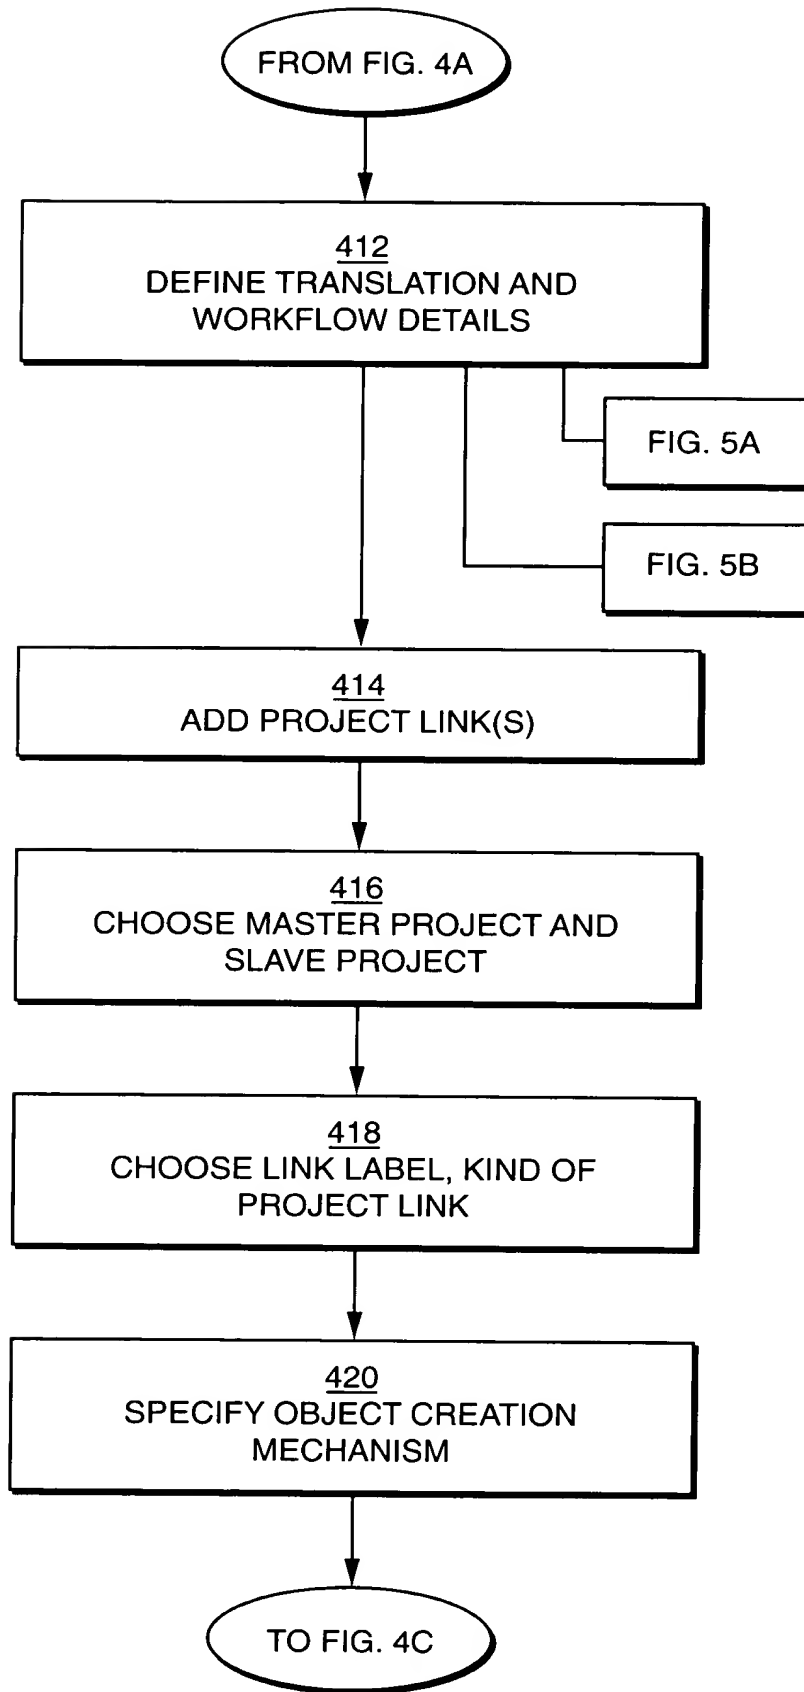 FROM FIG. 4A
412
DEFINE TRANSLATION AND
WORKFLOW DETAILS
FIG. 5A
FIG. 5B
414
ADD PROJECT LINK(S)
416
CHOOSE MASTER PROJECT AND
SLAVE PROJECT
418
CHOOSE LINK LABEL, KIND OF
PROJECT LINK
420
SPECIFY OBJECT CREATION
MECHANISM
TO FIG. 4C